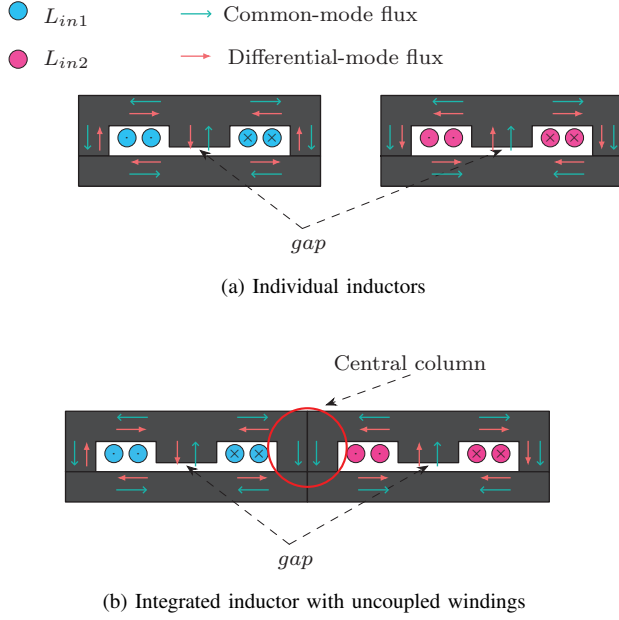 L_{in1} Common-mode flux
L_{in2} Differential-mode flux
gap
(a) Individual inductors
Central column
gap
(b) Integrated inductor with uncoupled windings